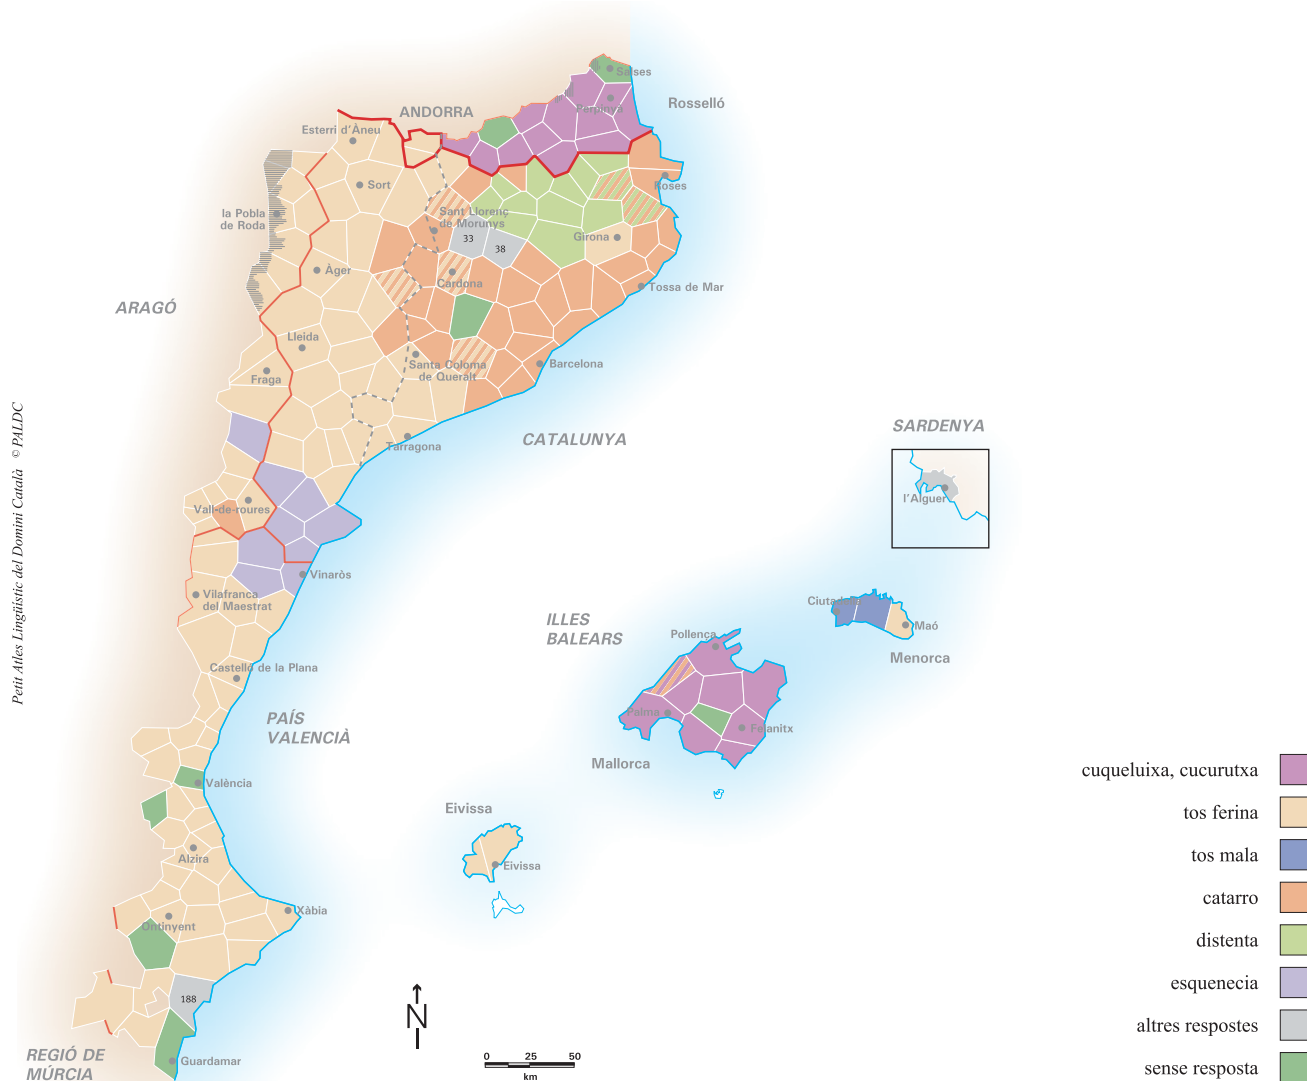 Salses
Rosselló
Perpinyà
ANDORRA
Esterri d'Àneu
Sort
Roses
la Pobla
de Roda
Sant Llorenç
de Morunys
33
38
Girona
Àger
Cardona
Tossa de Mar
ARAGÓ
Lleida
Fraga
Santa Coloma
de Queralt
Barcelona
Tarragona
CATALUNYA
SARDENYA
l'Alguer
Petit Atles Lingüístic del Domini Català © PALDC
Vall-de-roures
Vinaròs
Vilafranca
del Maestrat
ILLES
BALEARS
Ciutadella
Maó
Menorca
Pollença
Castelló de la Plana
Palma
Felanitx
PAÍS
VALENCIÀ
Mallorca
València
Eivissa
Eivissa
Alzira
Xàbia
Ontinyent
188
N
REGIÓ DE
MÚRCIA
Guardamar
0 25 50
km
cuqueluixa, cucurutxa
tos ferina
tos mala
catarro
distenta
esquenecia
altres respostes
sense resposta